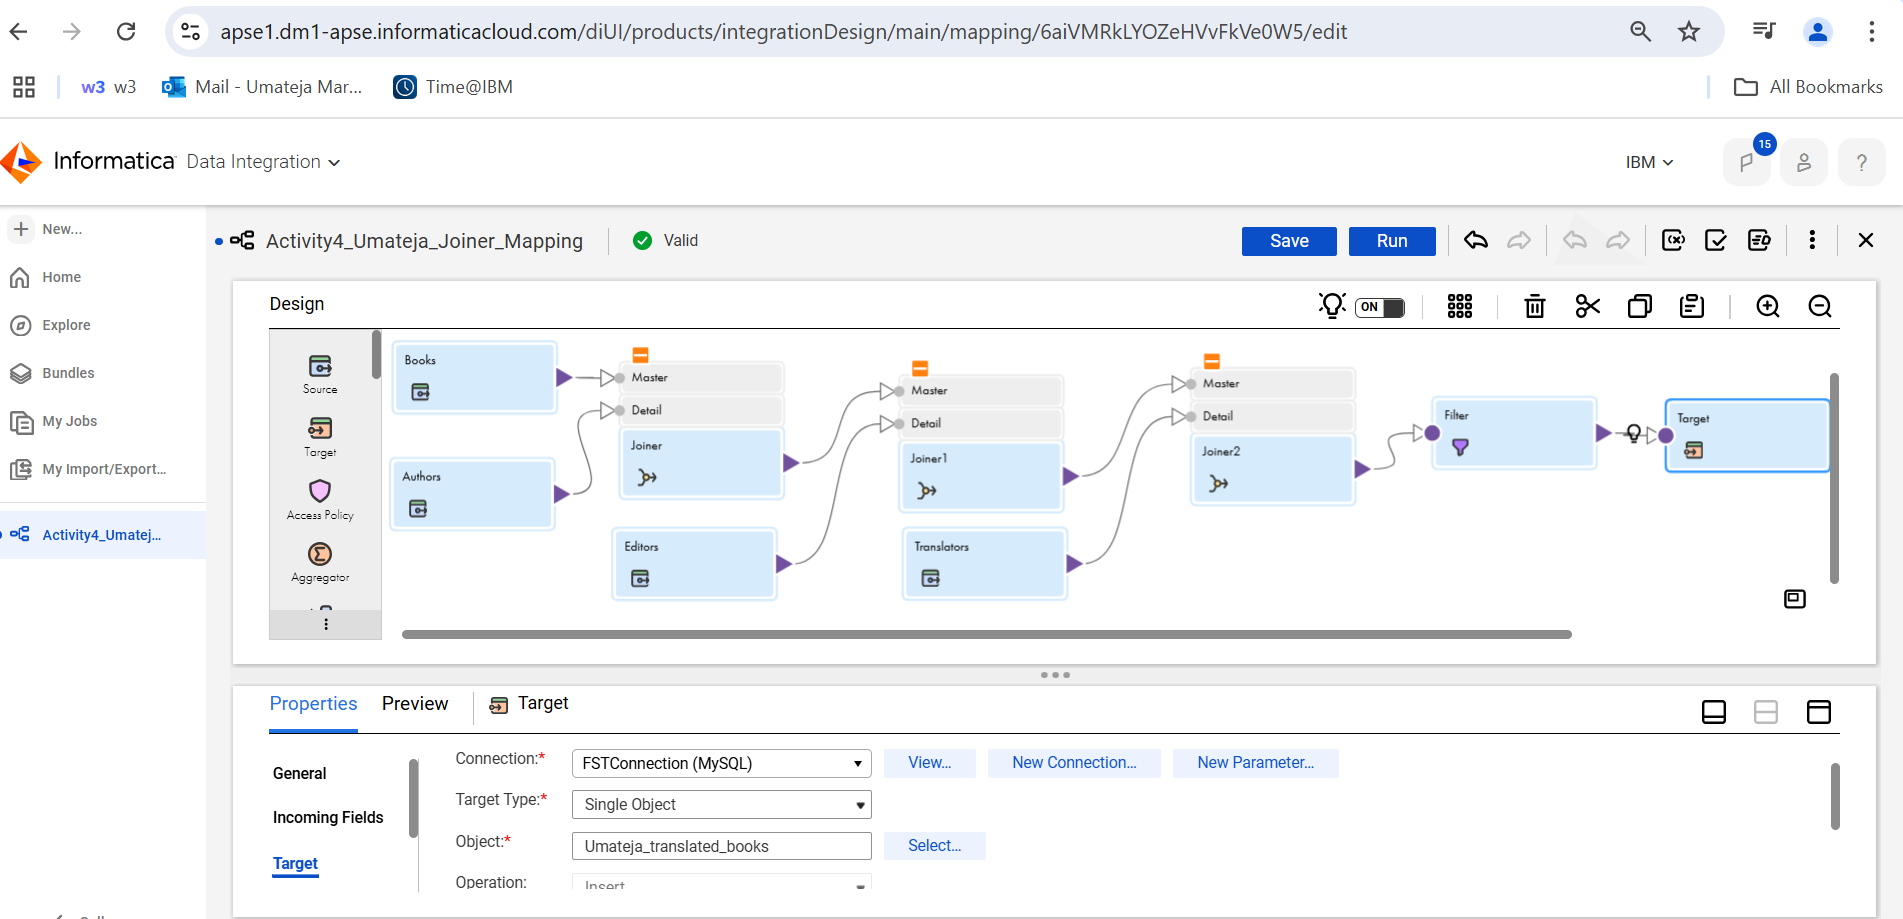 apse1.dm1-apse.informaticacloud.com/diUI/products/integrationDesign/main/mapping/6aiVMRkLYOZeHVvFkVe0W5/edit
w3 w3 Mail - Umateja Mar... Time@IBM All Bookmarks
Informatica Data Integration IBM 15 ?
New...
Home
Explore
Bundles
My Jobs
My Import/Export...
Activity4_Umatej...
Activity4_Umateja_Joiner_Mapping Valid Save Run
Design ON
Source
Target
Access Policy
Aggregator
Books
Authors
Master
Detail
Joiner
Editors
Master
Detail
Joiner1
Translators
Master
Detail
Joiner2
Filter
Target
Properties Preview Target
General
Incoming Fields
Target
Connection:* FSTConnection (MySQL) View... New Connection... New Parameter...
Target Type:* Single Object
Object:* Umateja_translated_books Select...
Operation: Insert